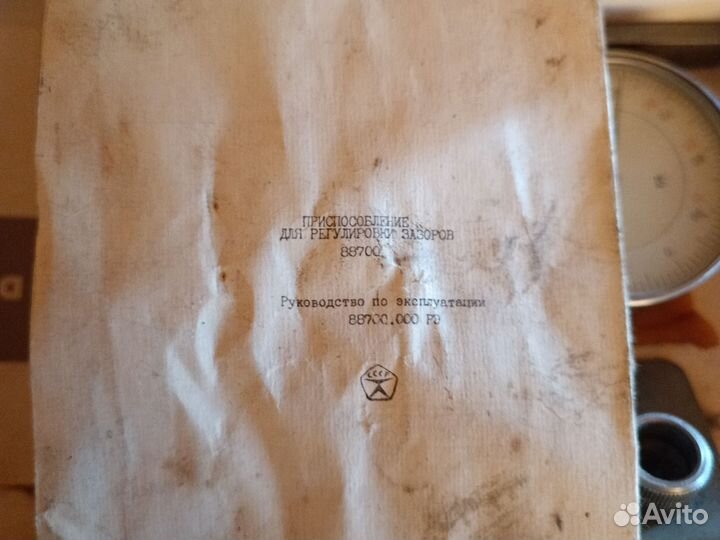 ПРИСПОСОБЛЕНИЕ
ДЛЯ РЕГУЛИРОВКИ ЗАЗОРОВ
88700
Руководство по эксплуатации
88700.000 РЭ
СССР
Avito